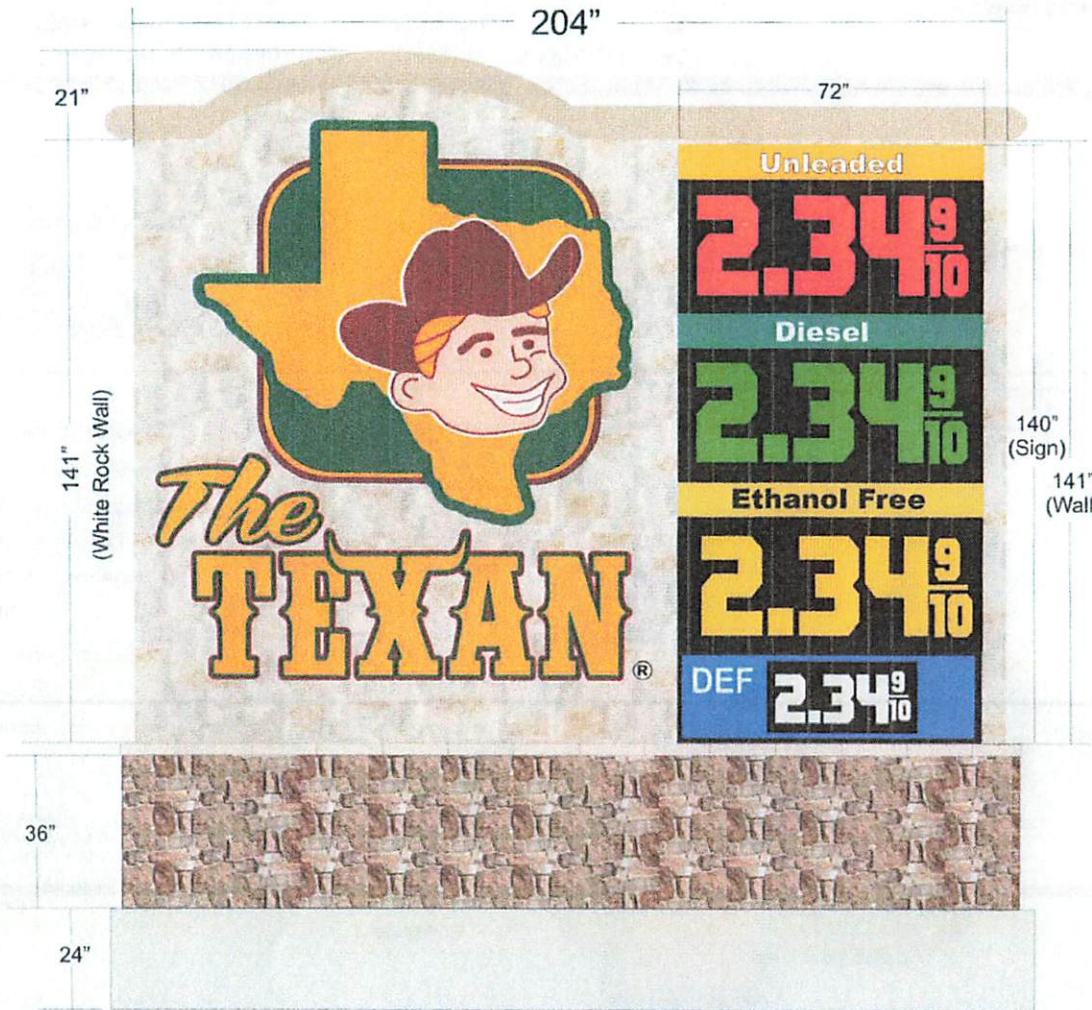 204”
21”
72”
Unleaded
2.34 9/10
Diesel
2.34 9/10
Ethanol Free
2.34 9/10
DEF 2.34 9/10
The
TEXAN®
141”
(White Rock Wall)
140”
(Sign)
141”
(Wall
36”
24”